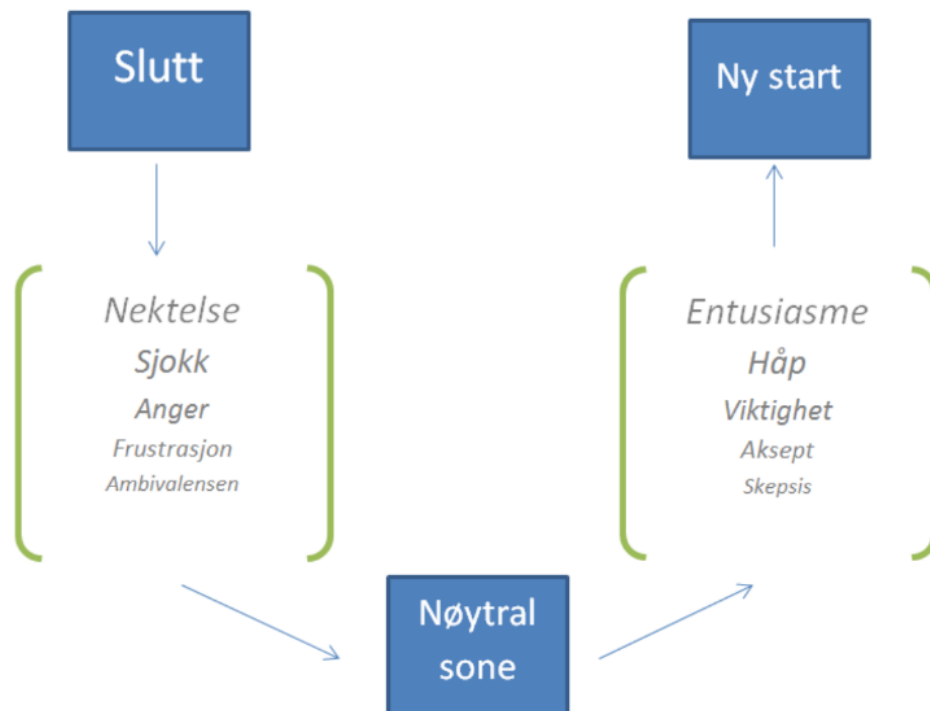 Slutt
Ny start
Nektelse
Sjokk
Anger
Frustrasjon
Ambivalensen
Entusiasme
Håp
Viktighet
Aksept
Skepsis
Nøytral
sone